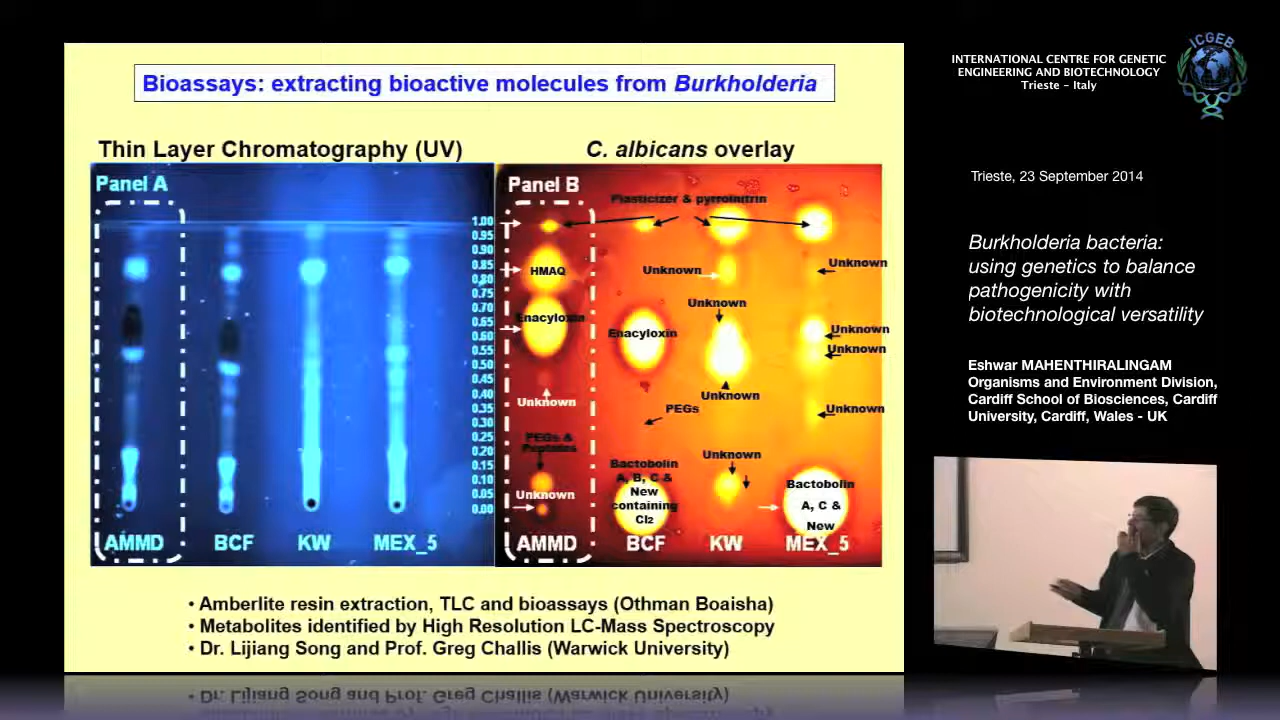 Bioassays: extracting bioactive molecules from Burkholderia
Thin Layer Chromatography (UV)
C. albicans overlay
Panel A
1.00
0.95
0.90
0.85
0.80
0.75
0.70
0.65
0.60
0.55
0.50
0.45
0.40
0.35
0.30
0.25
0.20
0.15
0.10
0.05
0.00
AMMD
BCF
KW
MEX_5
Panel B
Plasticizer & pyrrolnitrin
HMAQ
Unknown
Unknown
Unknown
Enacyloxin
Enacyloxin
Unknown
Unknown
Unknown
Unknown
PEGs
Unknown
PEGs &
Peptides
Unknown
Unknown
Bactobolin
A, B, C &
New
containing
Cl2
Bactobolin
A, C &
New
AMMD
BCF
KW
MEX_5
• Amberlite resin extraction, TLC and bioassays (Othman Boaisha)
• Metabolites identified by High Resolution LC-Mass Spectroscopy
• Dr. Lijiang Song and Prof. Greg Challis (Warwick University)
INTERNATIONAL CENTRE FOR GENETIC
ENGINEERING AND BIOTECHNOLOGY
Trieste - Italy
ICGEB
Trieste, 23 September 2014
Burkholderia bacteria:
using genetics to balance
pathogenicity with
biotechnological versatility
Eshwar MAHENTHIRALINGAM
Organisms and Environment Division,
Cardiff School of Biosciences, Cardiff
University, Cardiff, Wales - UK